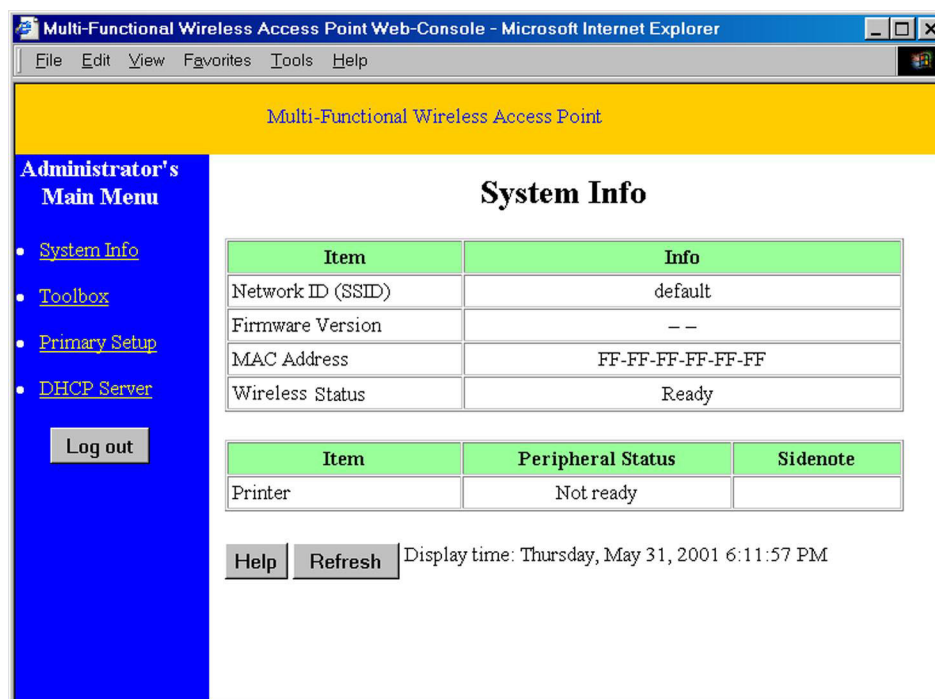 Multi-Functional Wireless Access Point Web-Console - Microsoft Internet Explorer
File Edit View Favorites Tools Help
Multi-Functional Wireless Access Point
Administrator's
Main Menu
System Info
Toolbox
Primary Setup
DHCP Server
Log out
System Info
Item Info
Network ID (SSID) default
Firmware Version – –
MAC Address FF-FF-FF-FF-FF-FF
Wireless Status Ready
Item Peripheral Status Sidenote
Printer Not ready
Help Refresh Display time: Thursday, May 31, 2001 6:11:57 PM